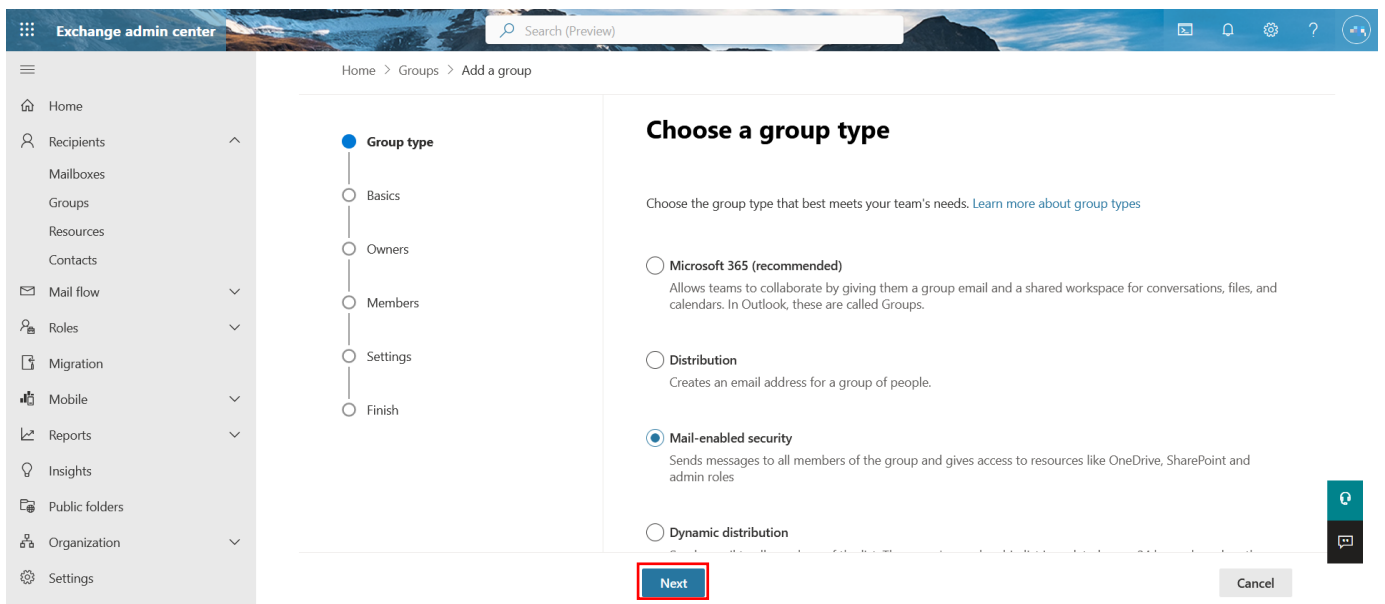 Exchange admin center
Search (Preview)
Home > Groups > Add a group
Home
Recipients
Mailboxes
Groups
Resources
Contacts
Mail flow
Roles
Migration
Mobile
Reports
Insights
Public folders
Organization
Settings
Group type
Basics
Owners
Members
Settings
Finish
Choose a group type
Choose the group type that best meets your team's needs. Learn more about group types
Microsoft 365 (recommended)
Allows teams to collaborate by giving them a group email and a shared workspace for conversations, files, and
calendars. In Outlook, these are called Groups.
Distribution
Creates an email address for a group of people.
Mail-enabled security
Sends messages to all members of the group and gives access to resources like OneDrive, SharePoint and
admin roles
Dynamic distribution
Next
Cancel